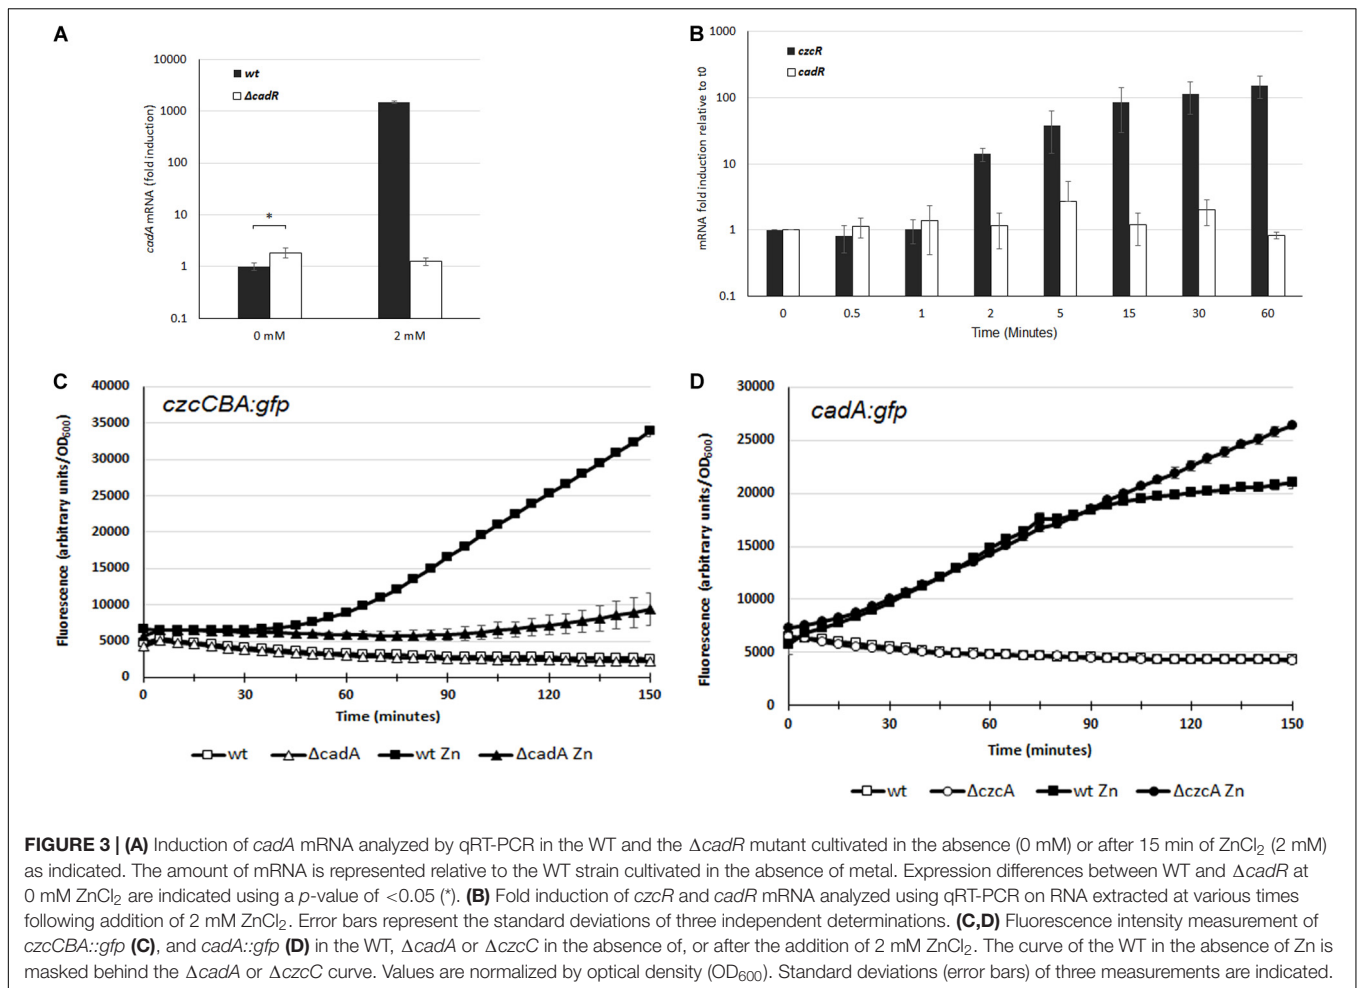 A
10000
1000
100
10
1
0.1
cadA mRNA (fold induction)
wt
ΔcadR
*
0 mM
2 mM
B
1000
100
10
1
0.1
mRNA fold induction relative to t0
czcR
cadR
0 0.5 1 2 5 15 30 60
Time (Minutes)
C
czcCBA:gfp
40000
35000
30000
25000
20000
15000
10000
5000
0
Fluorescence (arbitrary units/OD600)
0 30 60 90 120 150
Time (minutes)
wt ΔcadA wt Zn ΔcadA Zn
D
cadA:gfp
30000
25000
20000
15000
10000
5000
0
Fluorescence (arbitrary units/OD600)
0 30 60 90 120 150
Time (minutes)
wt ΔczcA wt Zn ΔczcA Zn
FIGURE 3 | (A) Induction of cadA mRNA analyzed by qRT-PCR in the WT and the ΔcadR mutant cultivated in the absence (0 mM) or after 15 min of ZnCl2 (2 mM)
as indicated. The amount of mRNA is represented relative to the WT strain cultivated in the absence of metal. Expression differences between WT and ΔcadR at
0 mM ZnCl2 are indicated using a p-value of <0.05 (*). (B) Fold induction of czcR and cadR mRNA analyzed using qRT-PCR on RNA extracted at various times
following addition of 2 mM ZnCl2. Error bars represent the standard deviations of three independent determinations. (C,D) Fluorescence intensity measurement of
czcCBA::gfp (C), and cadA::gfp (D) in the WT, ΔcadA or ΔczcC in the absence of, or after the addition of 2 mM ZnCl2. The curve of the WT in the absence of Zn is
masked behind the ΔcadA or ΔczcC curve. Values are normalized by optical density (OD600). Standard deviations (error bars) of three measurements are indicated.